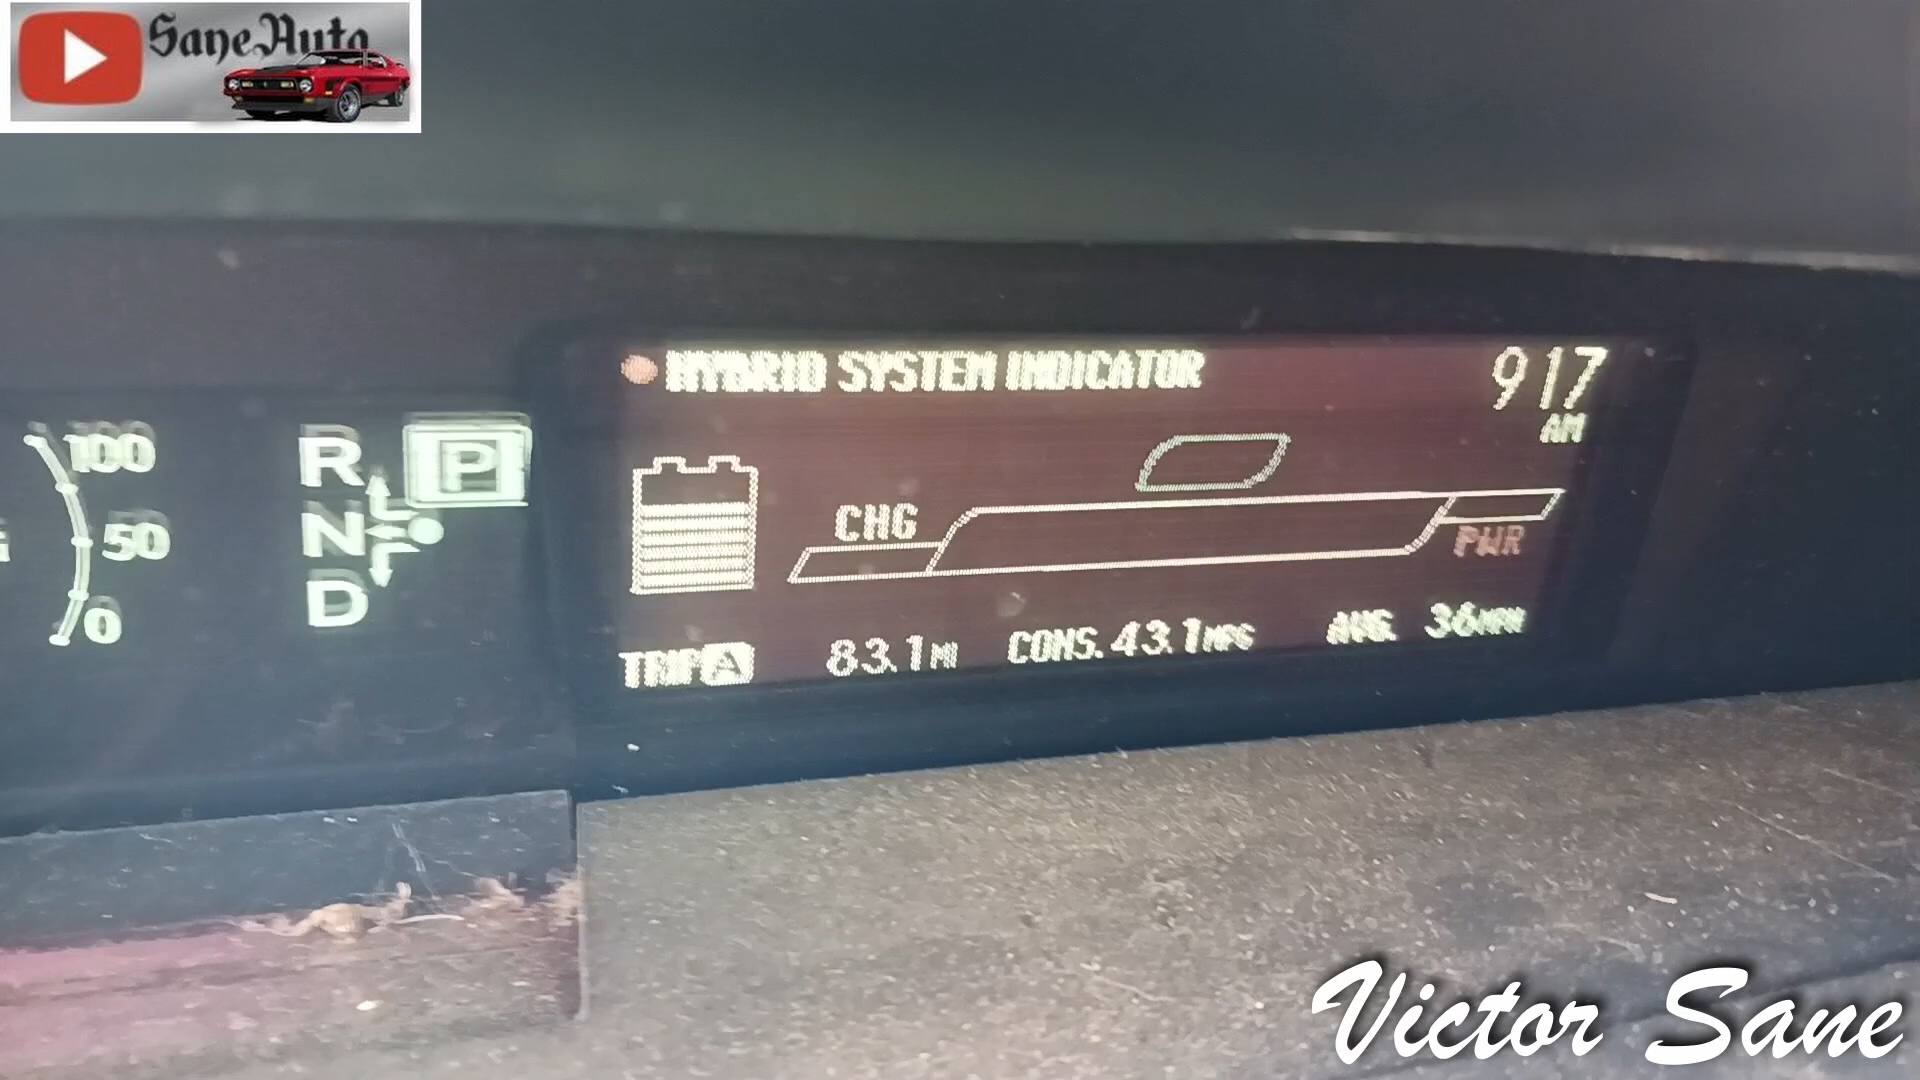 SaneAuto
HYBRID SYSTEM INDICATOR
917
AM
100
50
0
R
P
N
D
CHG
PWR
TRIP A 83.1 MI CONS. 43.1 MPG AVG. 36 MPH
Victor Sane